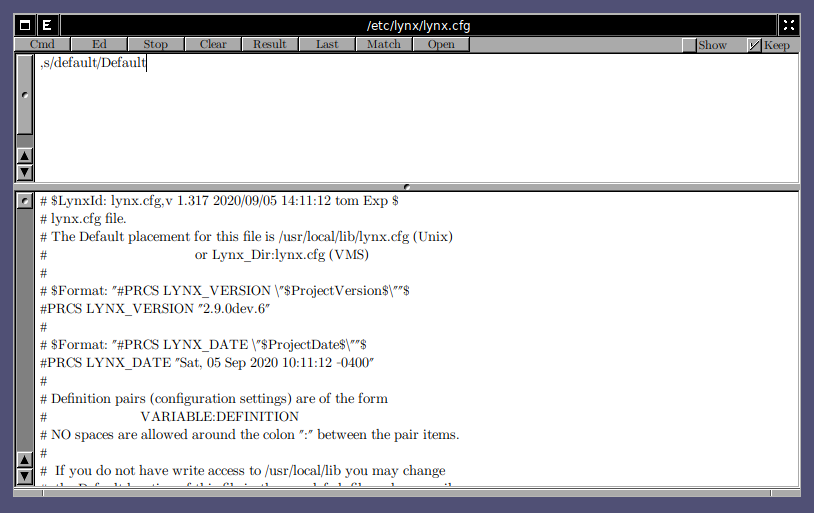 E /etc/lynx/lynx.cfg
Cmd Ed Stop Clear Result Last Match Open Show Keep
,s/default/Default
# $LynxId: lynx.cfg,v 1.317 2020/09/05 14:11:12 tom Exp $
# lynx.cfg file.
# The Default placement for this file is /usr/local/lib/lynx.cfg (Unix)
# or Lynx_Dir:lynx.cfg (VMS)
#
# $Format: "#PRCS LYNX_VERSION \"$ProjectVersion$\""$
#PRCS LYNX_VERSION "2.9.0dev.6"
#
# $Format: "#PRCS LYNX_DATE \"$ProjectDate$\""$
#PRCS LYNX_DATE "Sat, 05 Sep 2020 10:11:12 -0400"
#
# Definition pairs (configuration settings) are of the form
# VARIABLE:DEFINITION
# NO spaces are allowed around the colon ":" between the pair items.
#
# If you do not have write access to /usr/local/lib you may change